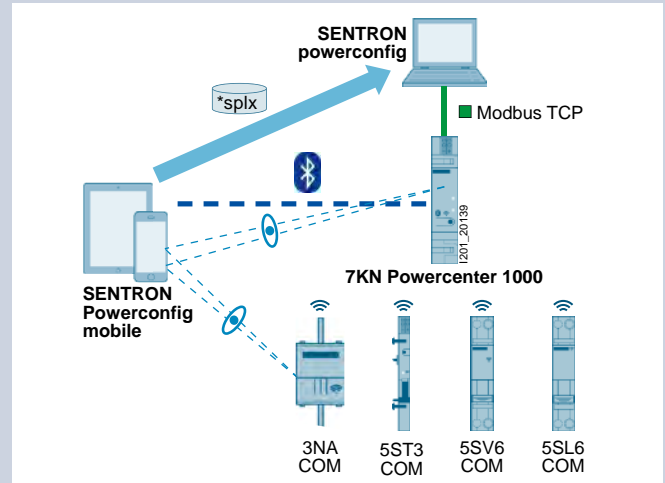 SENTRON
powerconfig
*splx
Modbus TCP
I201_20139
7KN Powercenter 1000
SENTRON
Powerconfig
mobile
3NA
COM
5ST3
COM
5SV6
COM
5SL6
COM